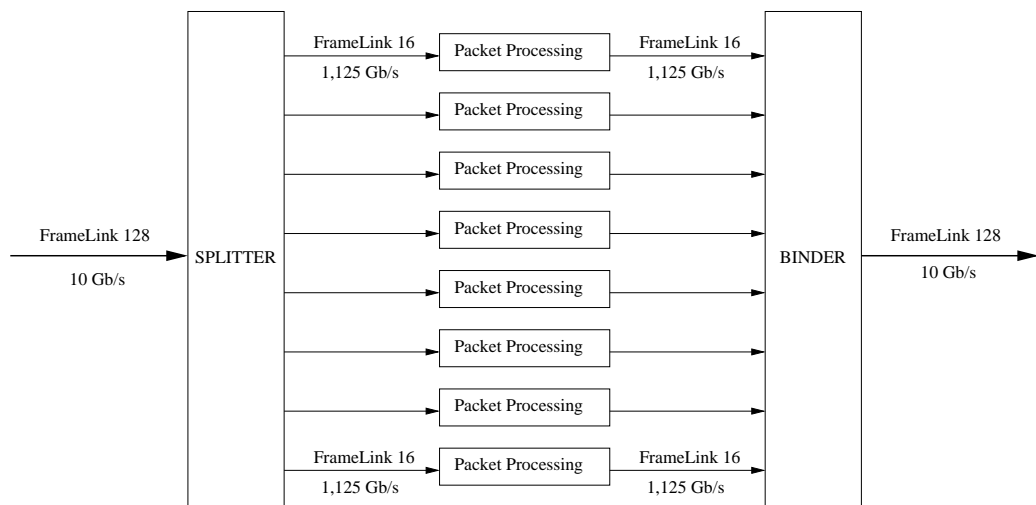 FrameLink 16
Packet Processing
FrameLink 16
1,125 Gb/s
1,125 Gb/s
Packet Processing
Packet Processing
FrameLink 128
Packet Processing
FrameLink 128
SPLITTER
BINDER
10 Gb/s
Packet Processing
10 Gb/s
Packet Processing
Packet Processing
FrameLink 16
Packet Processing
FrameLink 16
1,125 Gb/s
1,125 Gb/s